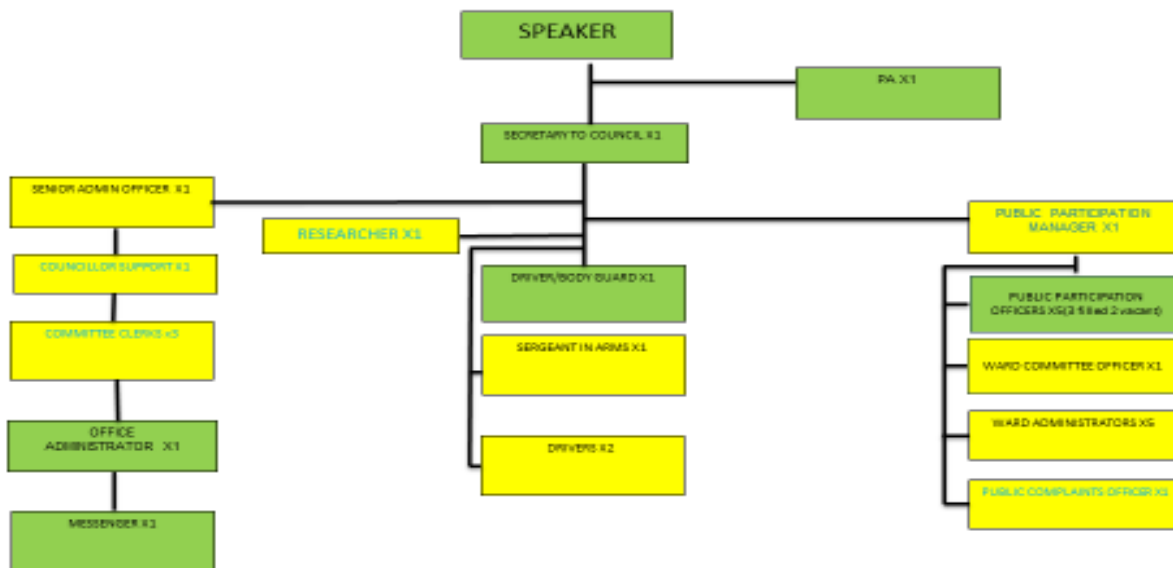 SPEAKER
PA X1
SECRETARY TO COUNCIL X1
SENIOR ADMIN OFFICER X1
RESEARCHER X1
PUBLIC PARTICIPATION
MANAGER X1
COUNCILLOR SUPPORT X1
DRIVER/BODY GUARD X1
PUBLIC PARTICIPATION
OFFICERS X5(3 filled 2 vacant)
COMMITTEE CLERKS x3
SERGEANT IN ARMS X1
WARD COMMITTEE OFFICER X1
OFFICE
ADMINISTRATOR X1
DRIVERS X2
WARD ADMINISTRATORS X5
PUBLIC COMPLAINTS OFFICER X1
MESSENGER X1